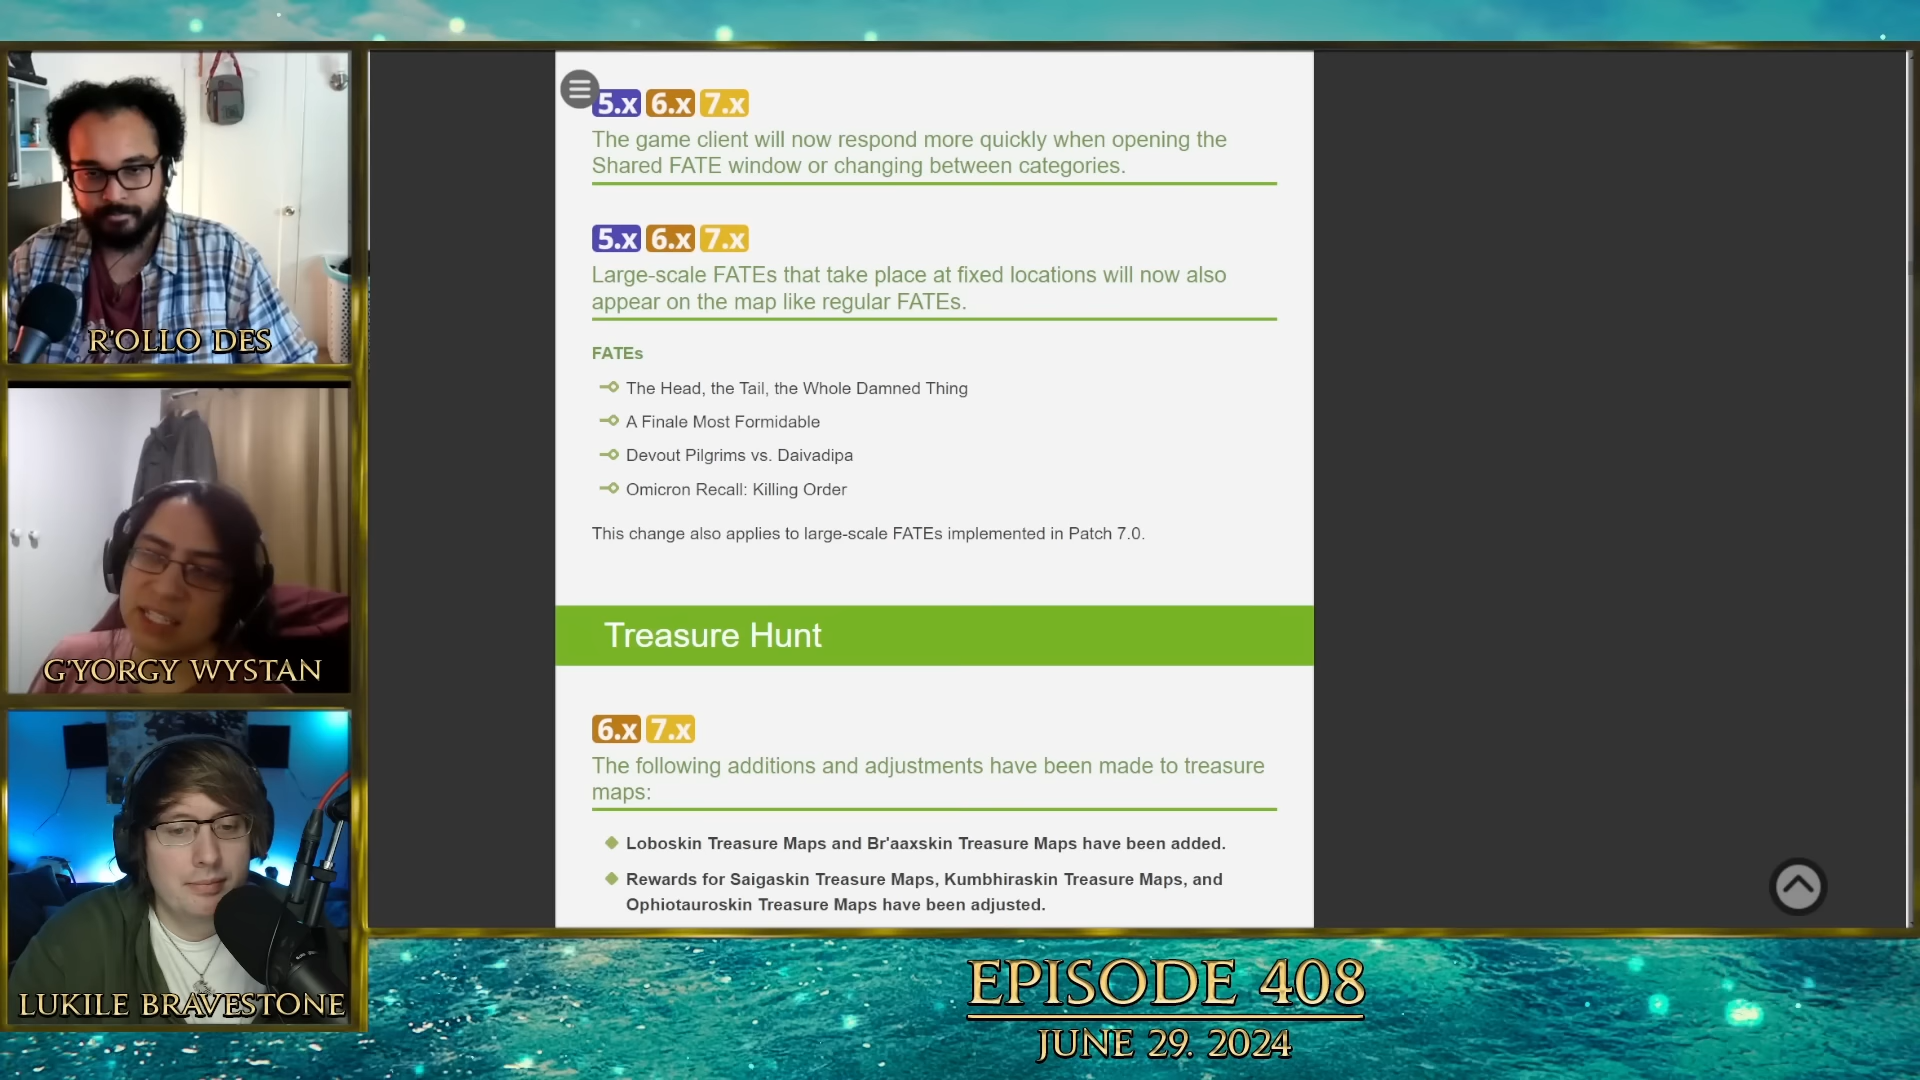 R'OLLO DES
G'YORGY WYSTAN
LUKILE BRAVESTONE
5.x 6.x 7.x
The game client will now respond more quickly when opening the
Shared FATE window or changing between categories.
5.x 6.x 7.x
Large-scale FATEs that take place at fixed locations will now also
appear on the map like regular FATEs.
FATEs
The Head, the Tail, the Whole Damned Thing
A Finale Most Formidable
Devout Pilgrims vs. Daivadipa
Omicron Recall: Killing Order
This change also applies to large-scale FATEs implemented in Patch 7.0.
Treasure Hunt
6.x 7.x
The following additions and adjustments have been made to treasure
maps:
Loboskin Treasure Maps and Br'aaxskin Treasure Maps have been added.
Rewards for Saigaskin Treasure Maps, Kumbhiraskin Treasure Maps, and
Ophiotauroskin Treasure Maps have been adjusted.
EPISODE 408
JUNE 29. 2024